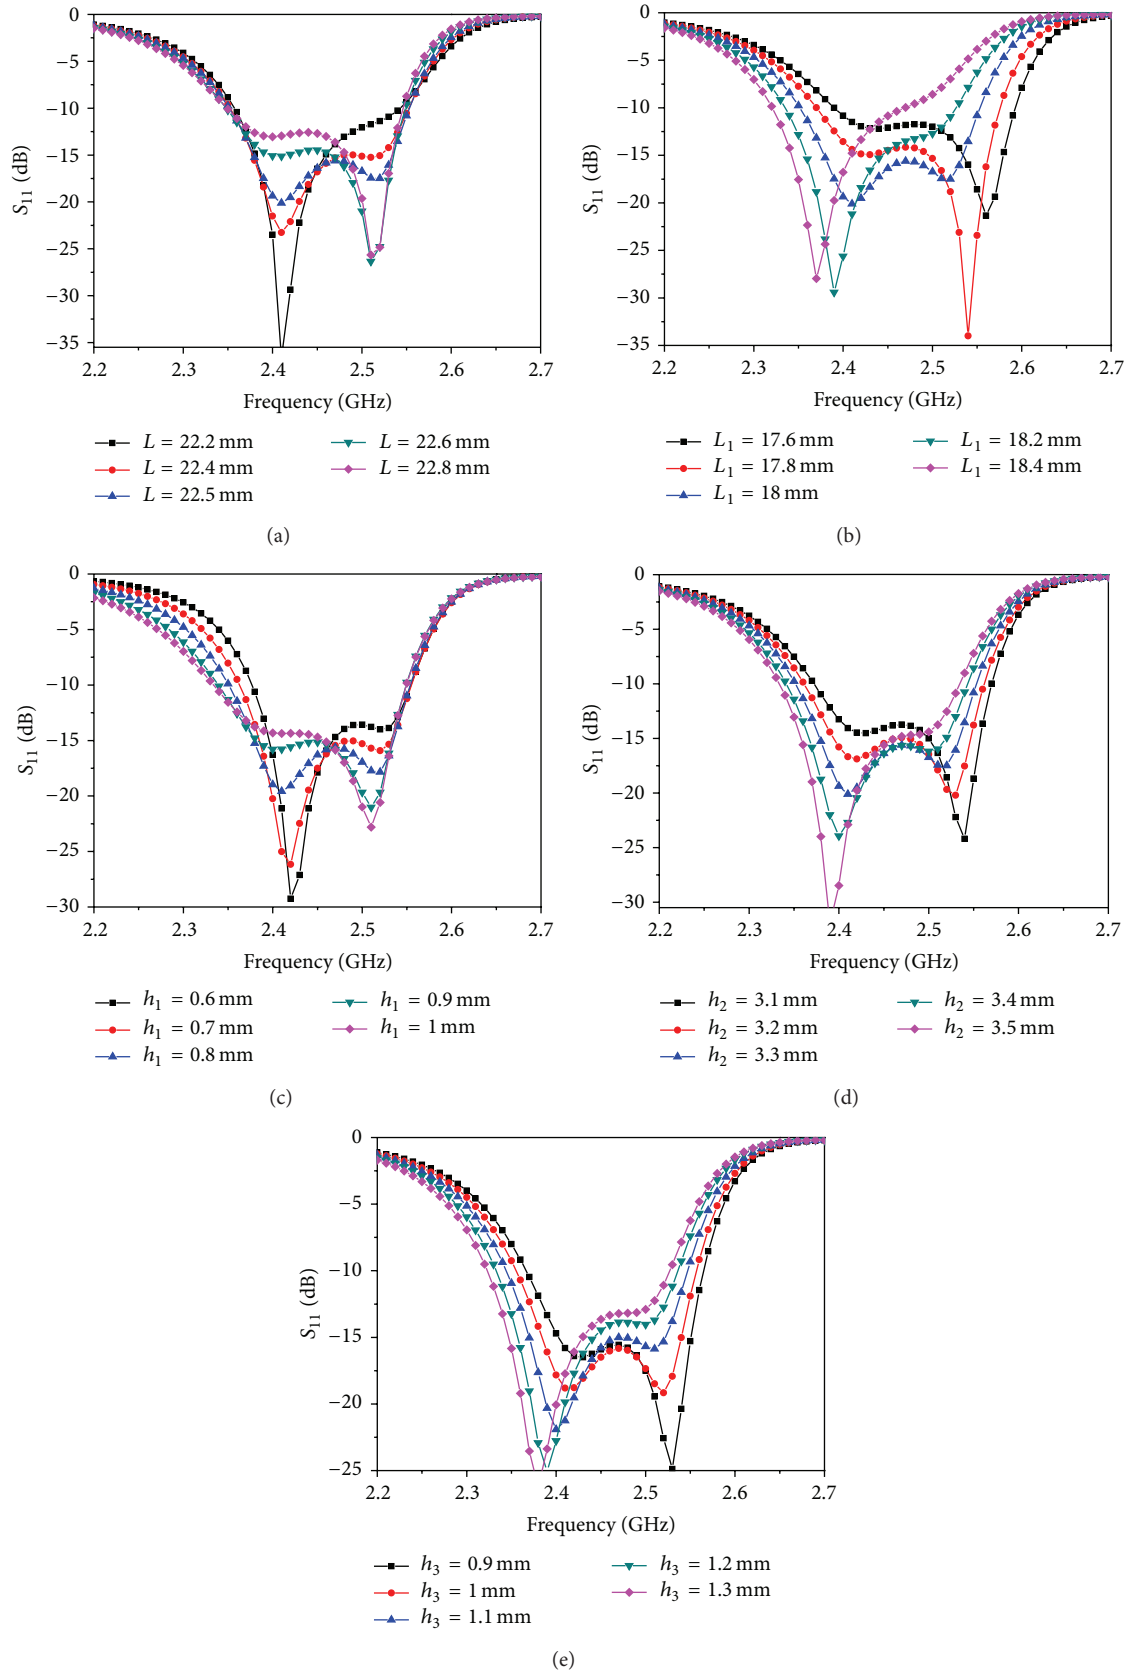 0
−5
−10
−15
−20
−25
−30
−35
S11 (dB)
2.2 2.3 2.4 2.5 2.6 2.7
Frequency (GHz)
L = 22.2 mm L = 22.6 mm
L = 22.4 mm L = 22.8 mm
L = 22.5 mm
(a)
0
−5
−10
−15
−20
−25
−30
−35
S11 (dB)
2.2 2.3 2.4 2.5 2.6 2.7
Frequency (GHz)
L1 = 17.6 mm L1 = 18.2 mm
L1 = 17.8 mm L1 = 18.4 mm
L1 = 18 mm
(b)
0
−5
−10
−15
−20
−25
−30
S11 (dB)
2.2 2.3 2.4 2.5 2.6 2.7
Frequency (GHz)
h1 = 0.6 mm h1 = 0.9 mm
h1 = 0.7 mm h1 = 1 mm
h1 = 0.8 mm
(c)
0
−5
−10
−15
−20
−25
−30
S11 (dB)
2.2 2.3 2.4 2.5 2.6 2.7
Frequency (GHz)
h2 = 3.1 mm h2 = 3.4 mm
h2 = 3.2 mm h2 = 3.5 mm
h2 = 3.3 mm
(d)
0
−5
−10
−15
−20
−25
S11 (dB)
2.2 2.3 2.4 2.5 2.6 2.7
Frequency (GHz)
h3 = 0.9 mm h3 = 1.2 mm
h3 = 1 mm h3 = 1.3 mm
h3 = 1.1 mm
(e)